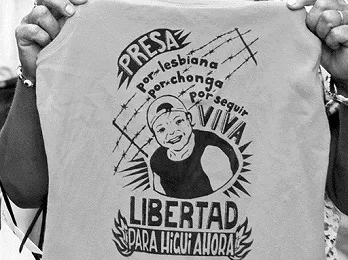 PRESA
por lesbiana
por chonga
por seguir
VIVA
LIBERTAD
PARA HIGUI AHORA